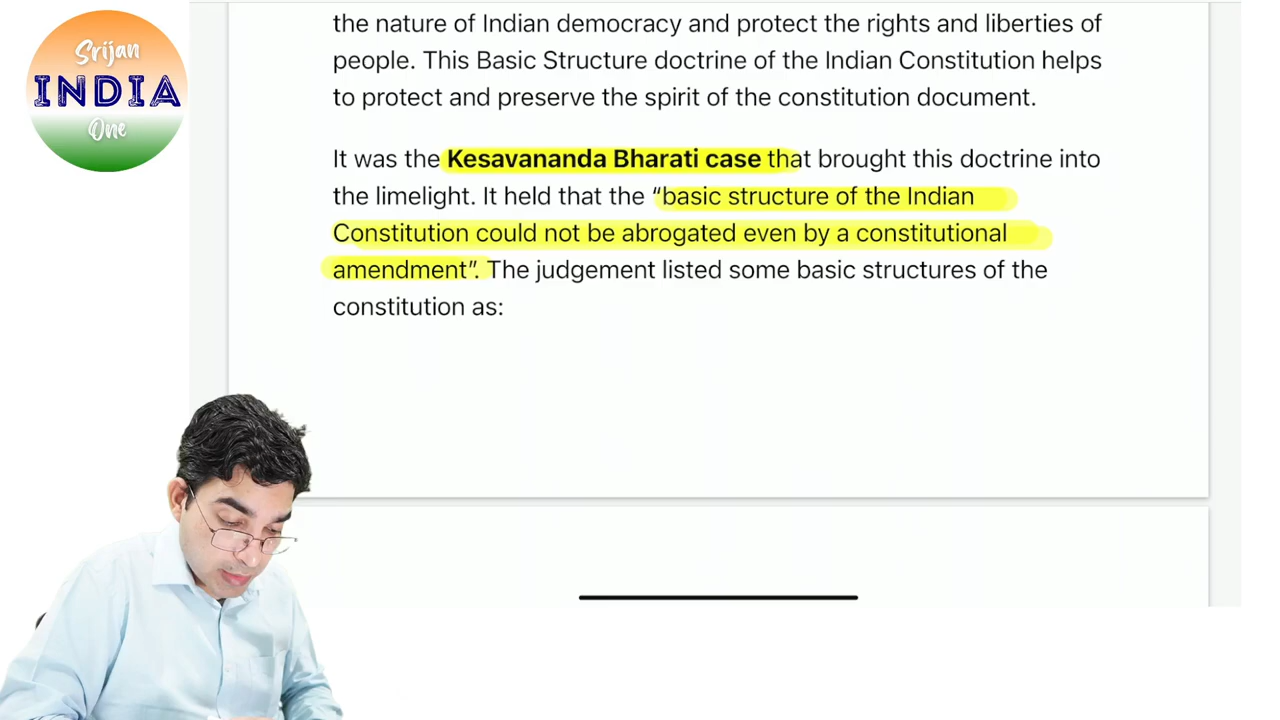 Srijan
INDIA
One
the nature of Indian democracy and protect the rights and liberties of
people. This Basic Structure doctrine of the Indian Constitution helps
to protect and preserve the spirit of the constitution document.
It was the Kesavananda Bharati case that brought this doctrine into
the limelight. It held that the “basic structure of the Indian
Constitution could not be abrogated even by a constitutional
amendment”. The judgement listed some basic structures of the
constitution as: